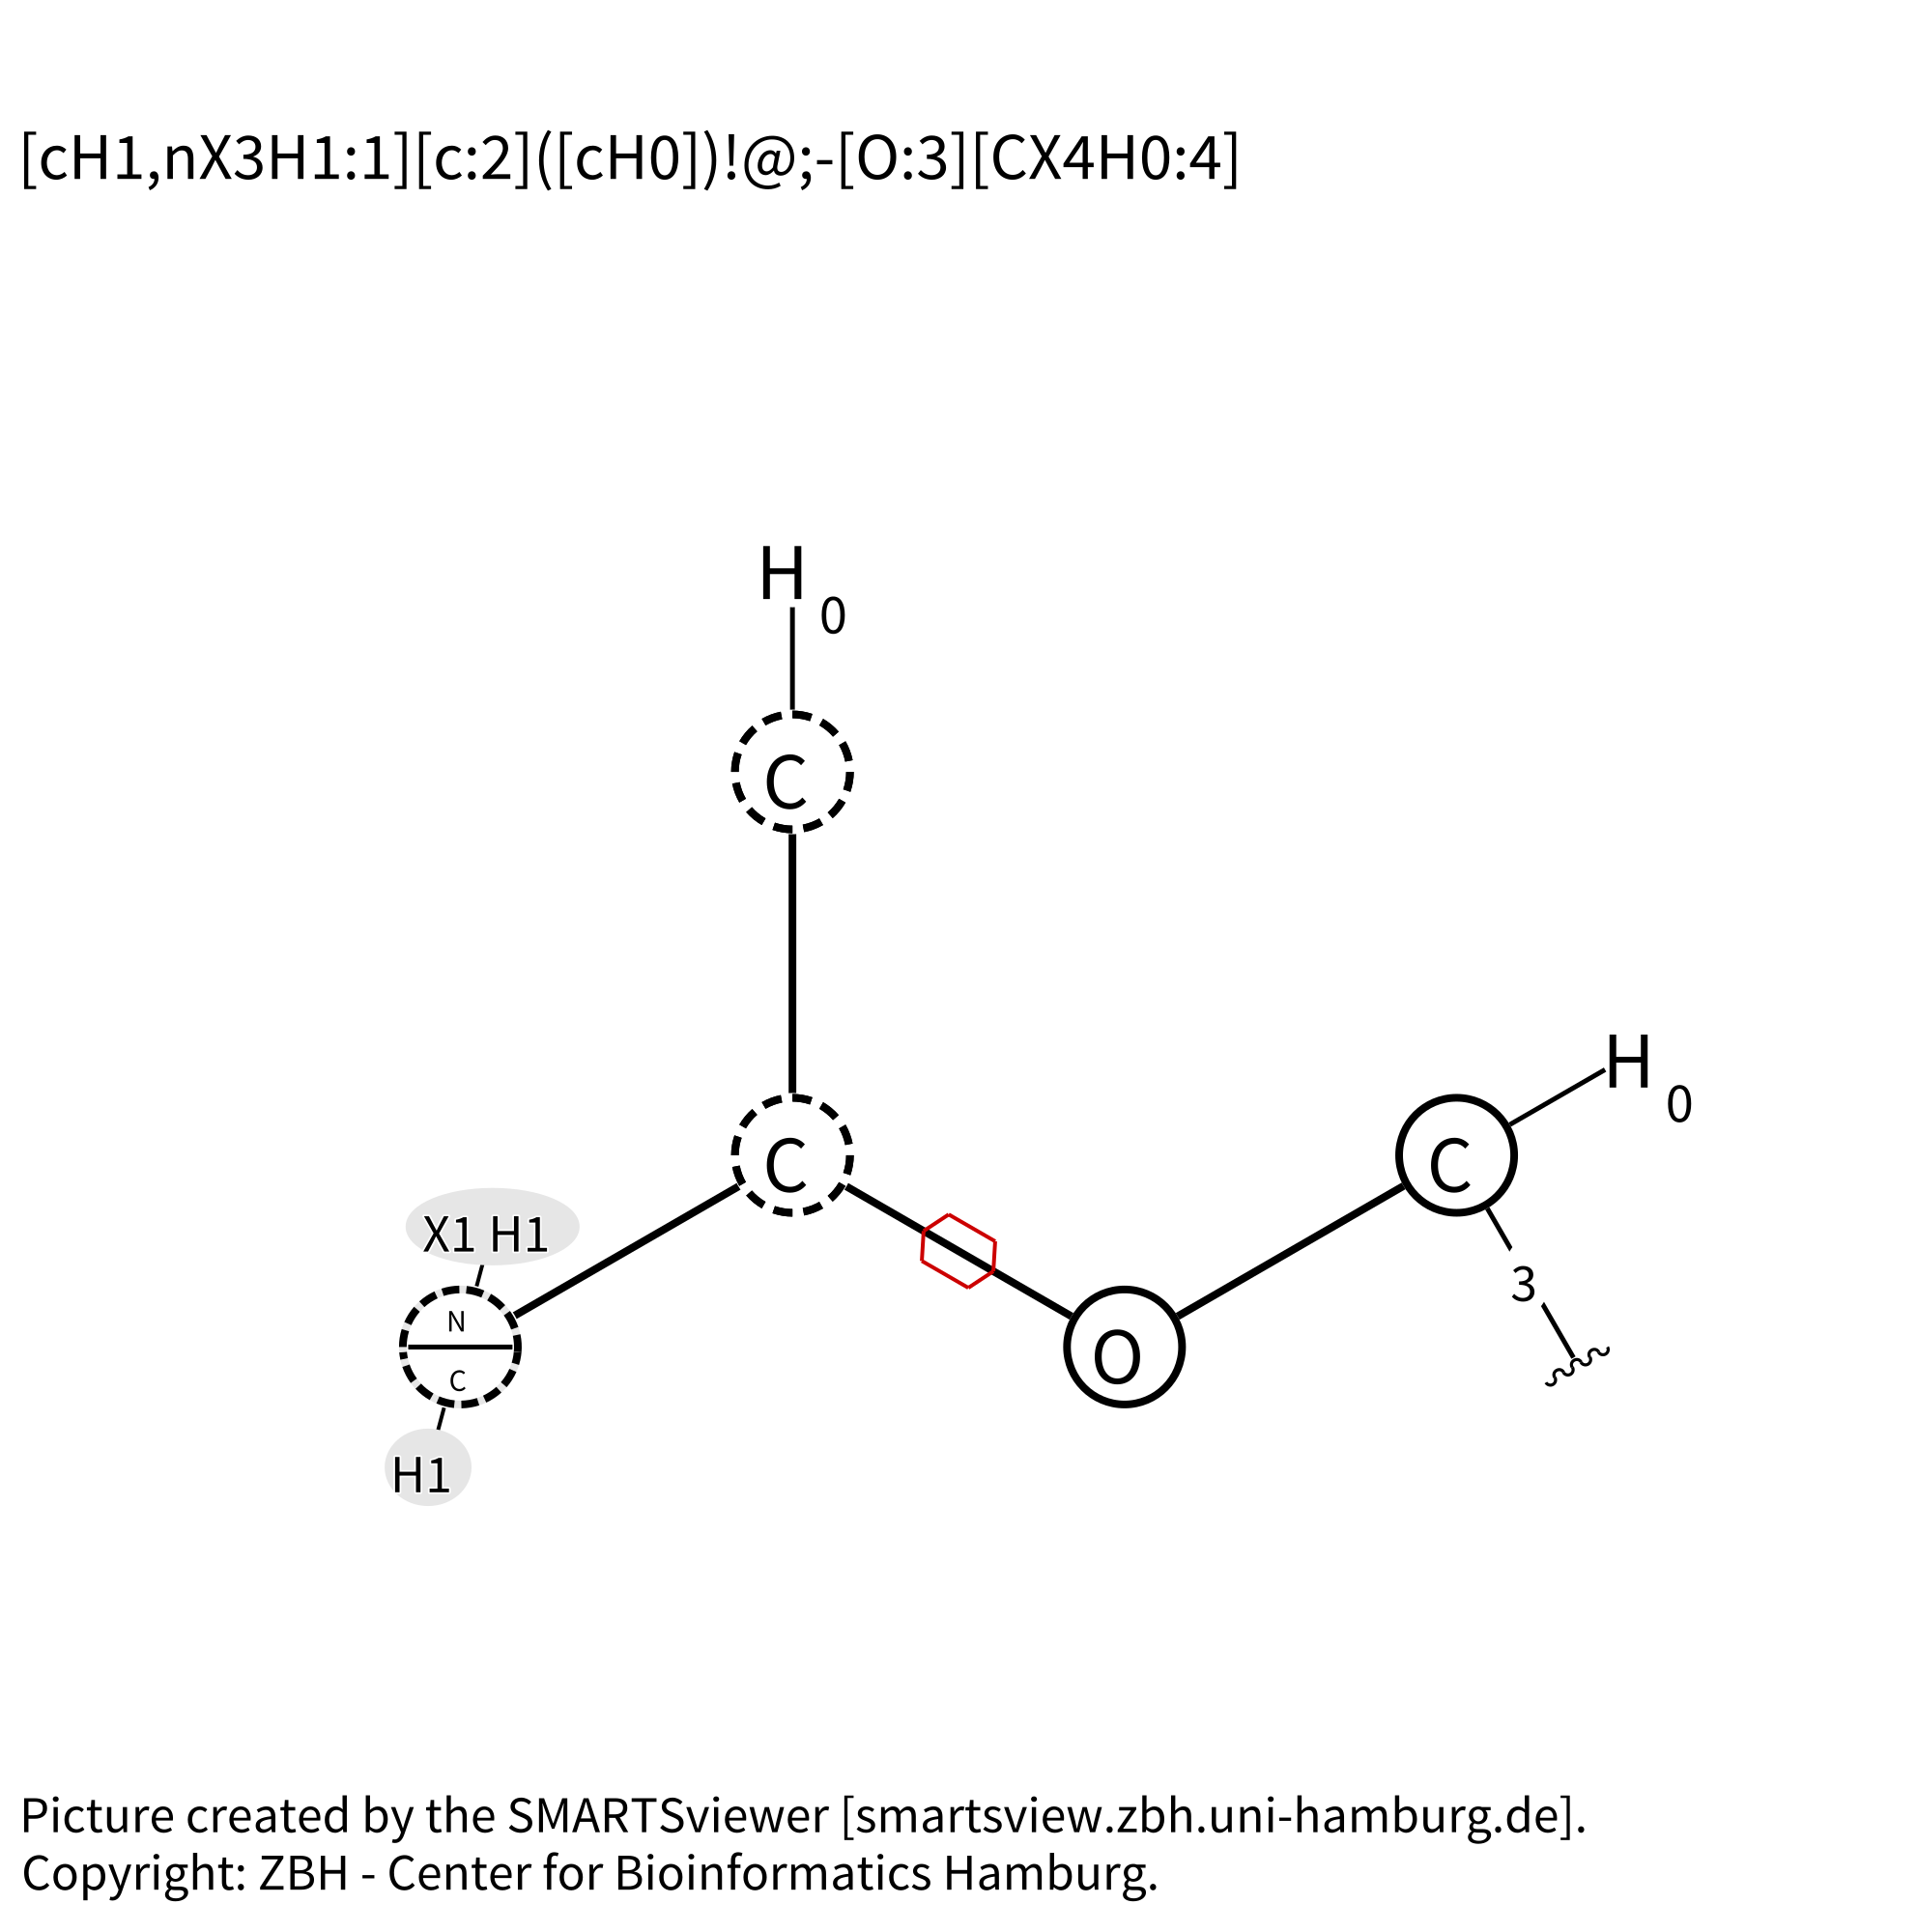 [cH1,nX3H1:1][c:2]([cH0])!@;-[O:3][CX4H0:4]
H
0
C
H
0
C
C
X1 H1
3
N
O
C
H1
Picture created by the SMARTSviewer [smartsview.zbh.uni-hamburg.de].
Copyright: ZBH - Center for Bioinformatics Hamburg.